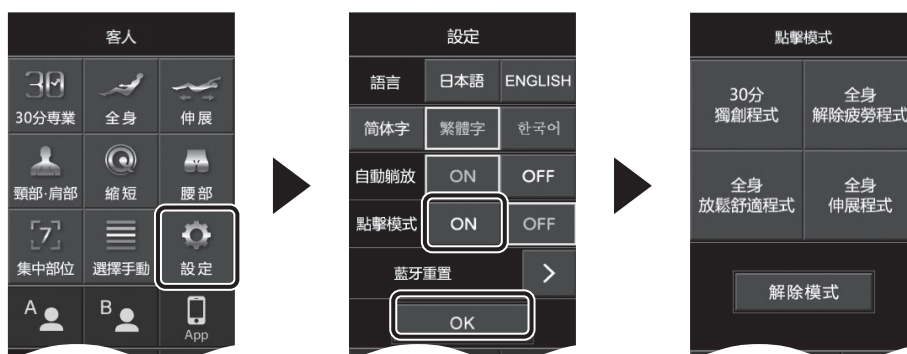 客人
30
30分專業 全身 伸展
頸部·肩部 縮短 腰部
7
集中部位 選擇手動 設定
A B App
設定
語言 日本語 ENGLISH
简体字 繁體字 한국어
自動躺放 ON OFF
點擊模式 ON OFF
藍牙重置 >
OK
點擊模式
30分
獨創程式
全身
解除疲勞程式
全身
放鬆舒適程式
全身
伸展程式
解除模式